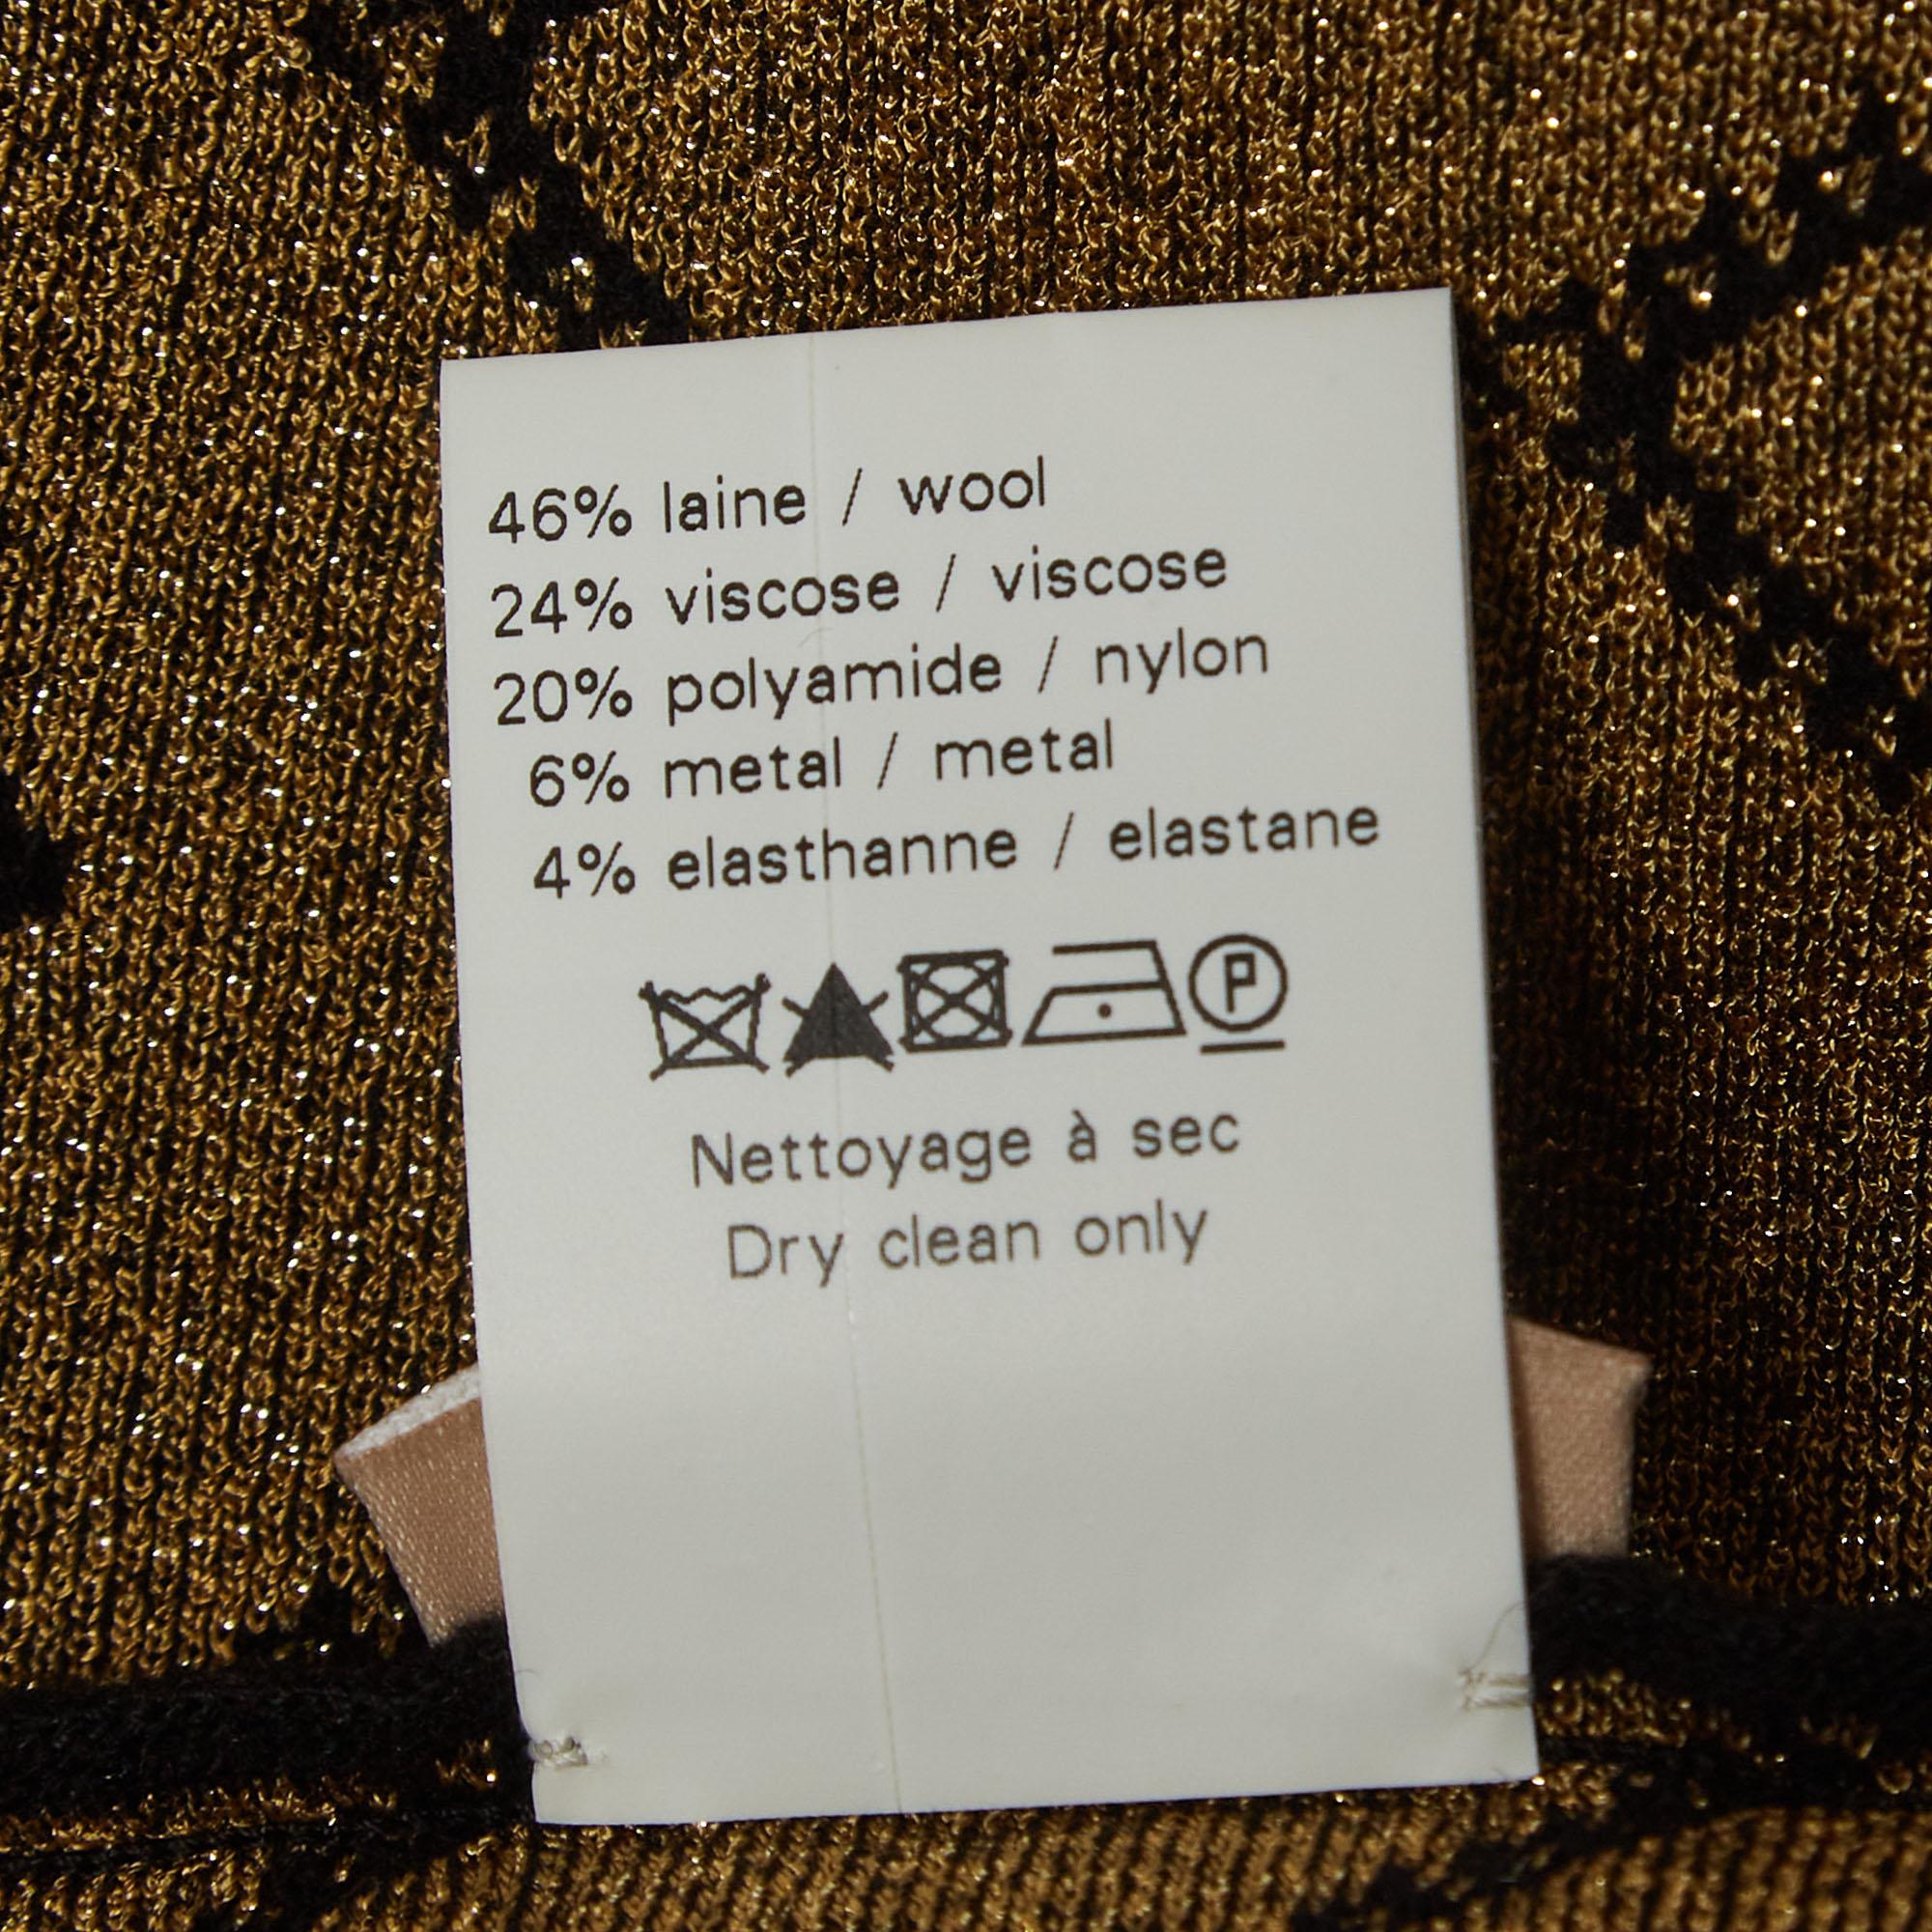 46% laine / wool
24% viscose / viscose
20% polyamide / nylon
6% metal / metal
4% elasthanne / elastane
P
Nettoyage à sec
Dry clean only